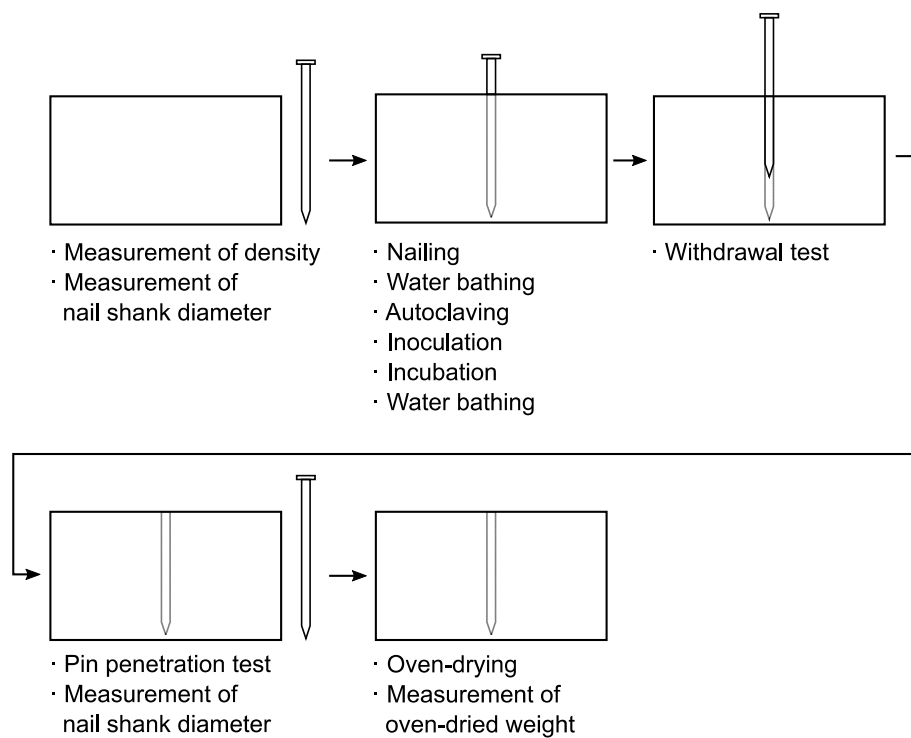 · Measurement of density
· Measurement of
nail shank diameter
· Nailing
· Water bathing
· Autoclaving
· Inoculation
· Incubation
· Water bathing
· Withdrawal test
· Pin penetration test
· Measurement of
nail shank diameter
· Oven-drying
· Measurement of
oven-dried weight